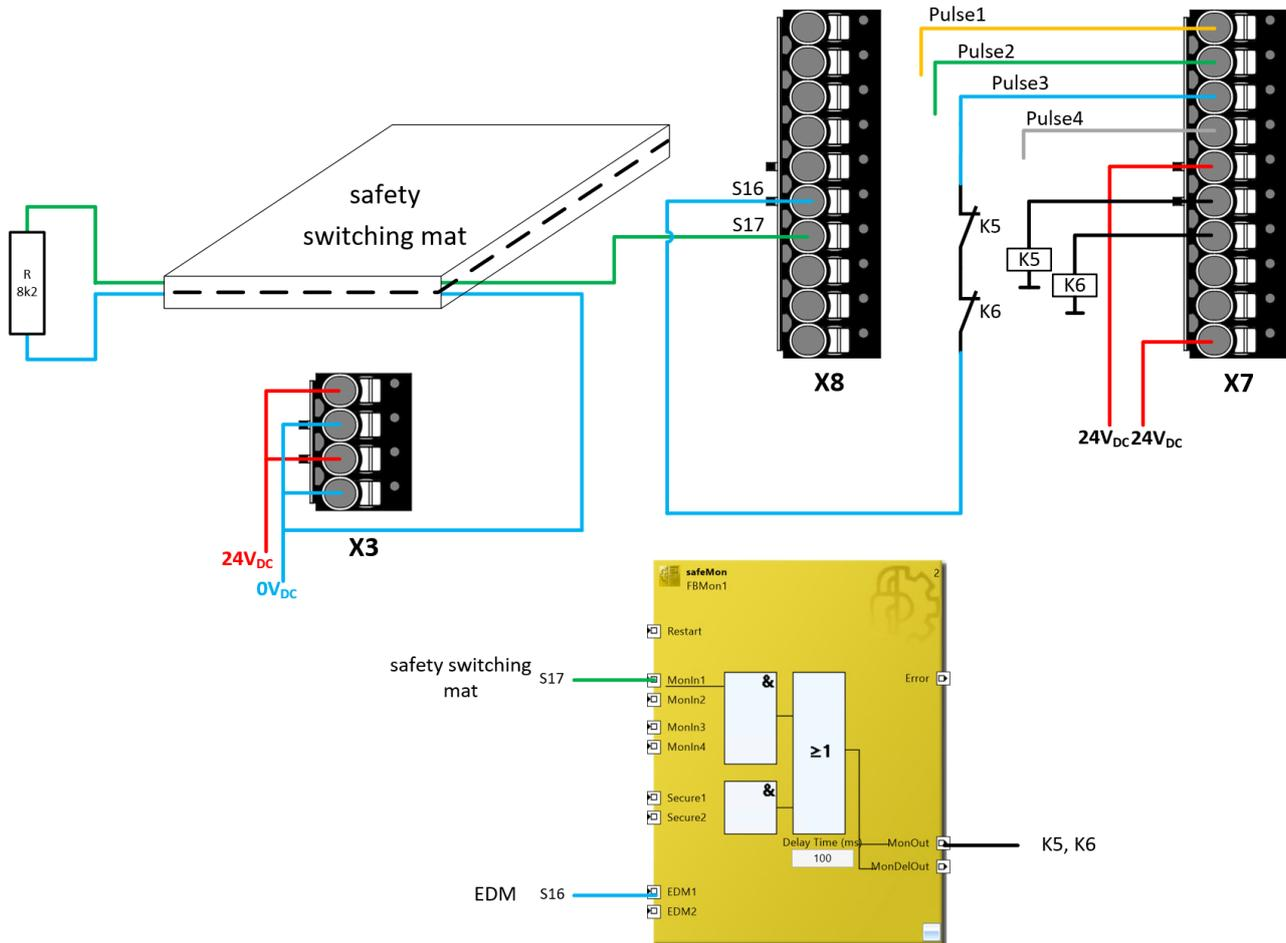 Pulse1
Pulse2
Pulse3
Pulse4
safety
switching mat
R
8k2
S16
S17
K5
K5
K6
K6
X8
X7
24VDC 24VDC
X3
24VDC
0VDC
safeMon
FBMon1
2
Restart
safety switching
mat
S17
MonIn1
MonIn2
MonIn3
MonIn4
&
≥1
Error
Secure1
Secure2
&
Delay Time (ms)
100
MonOut
MonDelOut
K5, K6
EDM
S16
EDM1
EDM2